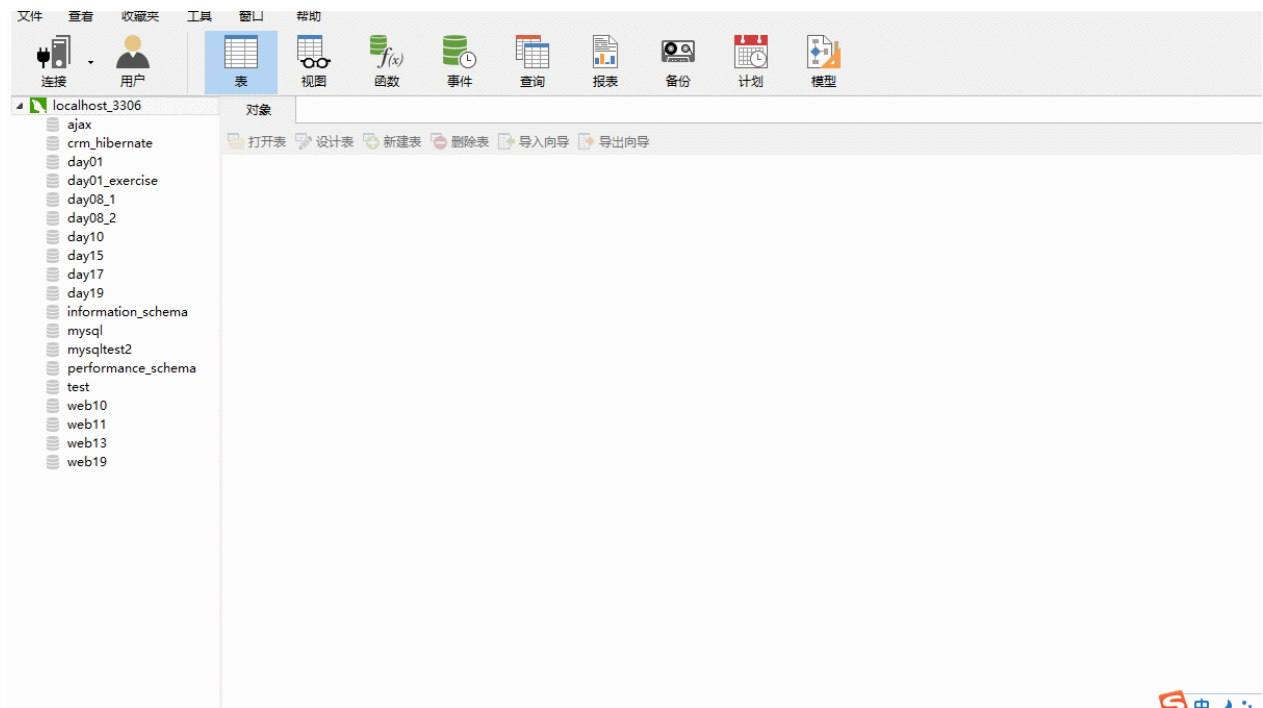 文件 查看 收藏夹 工具 窗口 帮助
连接 用户 表 视图 f(x) 函数 事件 查询 报表 备份 计划 模型
localhost_3306 对象
ajax
打开表 设计表 新建表 删除表 导入向导 导出向导
crm_hibernate
day01
day01_exercise
day08_1
day08_2
day10
day15
day17
day19
information_schema
mysql
mysqltest2
performance_schema
test
web10
web11
web13
web19
中